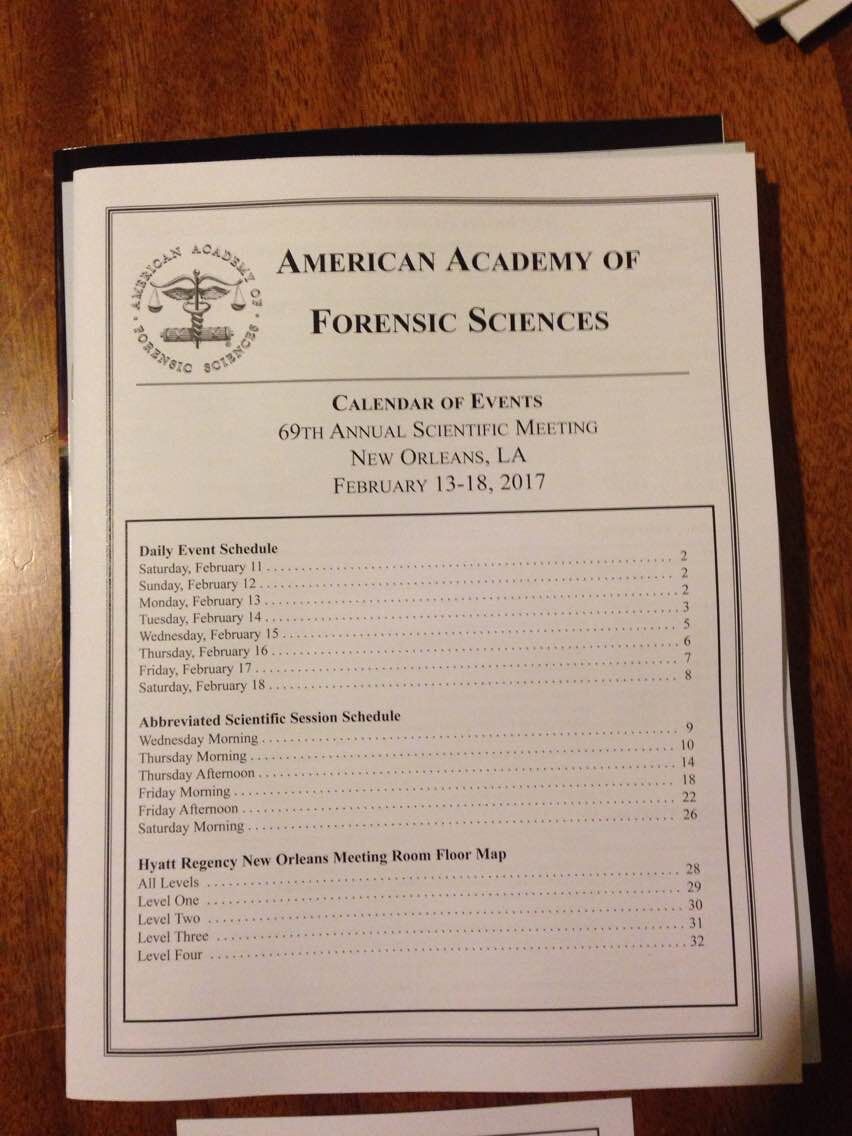 AMERICAN ACADEMY OF FORENSIC SCIENCES
AMERICAN ACADEMY OF
FORENSIC SCIENCES
CALENDAR OF EVENTS
69TH ANNUAL SCIENTIFIC MEETING
NEW ORLEANS, LA
FEBRUARY 13-18, 2017
Daily Event Schedule
Saturday, February 11 . . . . . . . . . . 2
Sunday, February 12 . . . . . . . . . . 2
Monday, February 13 . . . . . . . . . . 2
Tuesday, February 14 . . . . . . . . . . 3
Wednesday, February 15 . . . . . . . . . . 5
Thursday, February 16 . . . . . . . . . . 6
Friday, February 17 . . . . . . . . . . 7
Saturday, February 18 . . . . . . . . . . 8
Abbreviated Scientific Session Schedule
Wednesday Morning . . . . . . . . . . 9
Thursday Morning . . . . . . . . . . 10
Thursday Afternoon . . . . . . . . . . 14
Friday Morning . . . . . . . . . . 18
Friday Afternoon . . . . . . . . . . 22
Saturday Morning . . . . . . . . . . 26
Hyatt Regency New Orleans Meeting Room Floor Map
All Levels . . . . . . . . . . 28
Level One . . . . . . . . . . 29
Level Two . . . . . . . . . . 30
Level Three . . . . . . . . . . 31
Level Four . . . . . . . . . . 32